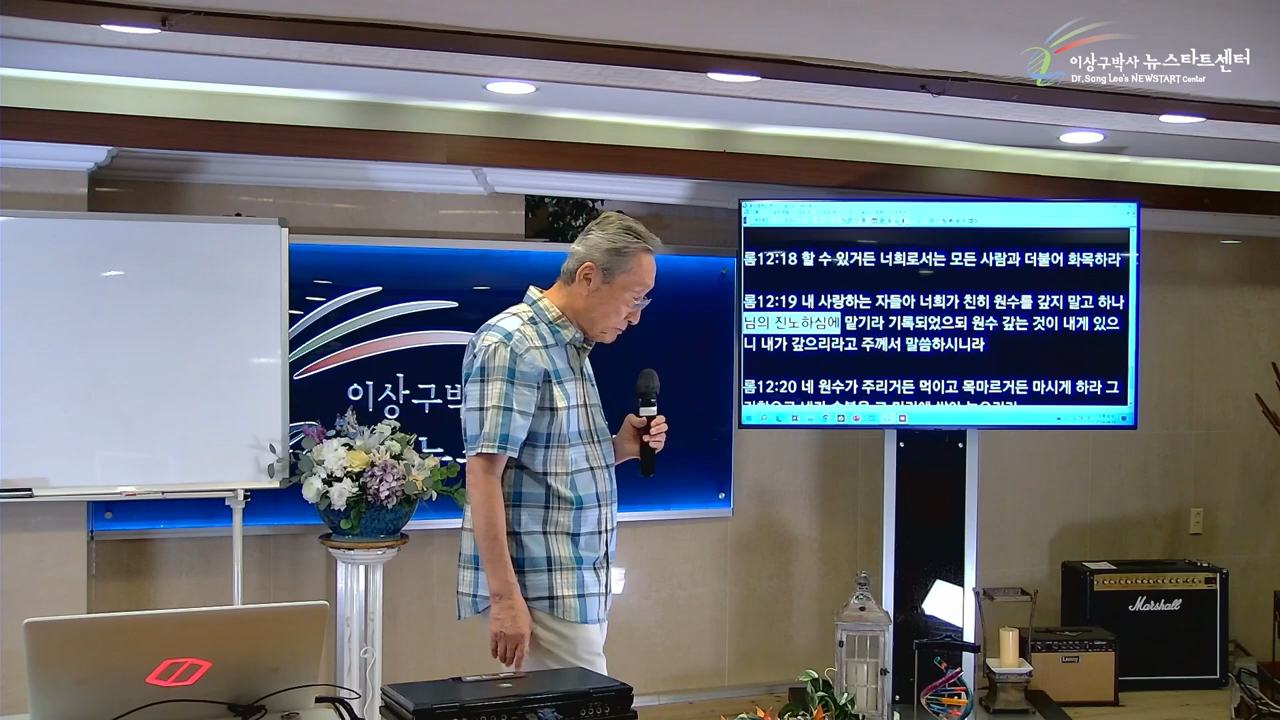 이상구박사 뉴스타트센터
Dr. Sang Lee's NEWSTART Center
롬12:18 할 수 있거든 너희로서는 모든 사람과 더불어 화목하라
롬12:19 내 사랑하는 자들아 너희가 친히 원수를 갚지 말고 하나
님의 진노하심에 맡기라 기록되었으되 원수 갚는 것이 내게 있으
니 내가 갚으리라고 주께서 말씀하시니라
롬12:20 네 원수가 주리거든 먹이고 목마르거든 마시게 하라 그
이상구박
Marshall